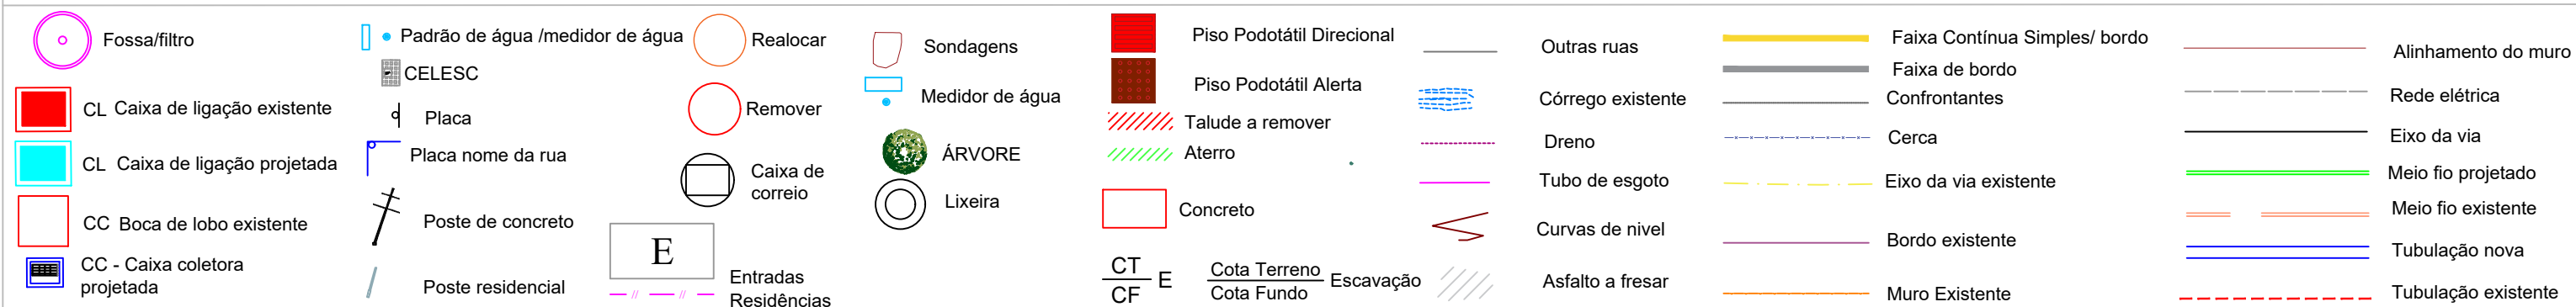 Fossa/filtro
CL Caixa de ligação existente
CL Caixa de ligação projetada
CC Boca de lobo existente
CC - Caixa coletora
projetada
Padrão de água /medidor de água
CELESC
Placa
Placa nome da rua
Poste de concreto
Poste residencial
Realocar
Remover
Caixa de
correio
E
Entradas
Residências
Sondagens
Medidor de água
ÁRVORE
Lixeira
Piso Podotátil Direcional
Piso Podotátil Alerta
Talude a remover
Aterro
Concreto
CT
CF
E
Cota Terreno
Cota Fundo
Escavação
Outras ruas
Córrego existente
Dreno
Tubo de esgoto
Curvas de nivel
Asfalto a fresar
Faixa Contínua Simples/ bordo
Faixa de bordo
Confrontantes
Cerca
Eixo da via existente
Bordo existente
Muro Existente
Alinhamento do muro
Rede elétrica
Eixo da via
Meio fio projetado
Meio fio existente
Tubulação nova
Tubulação existente